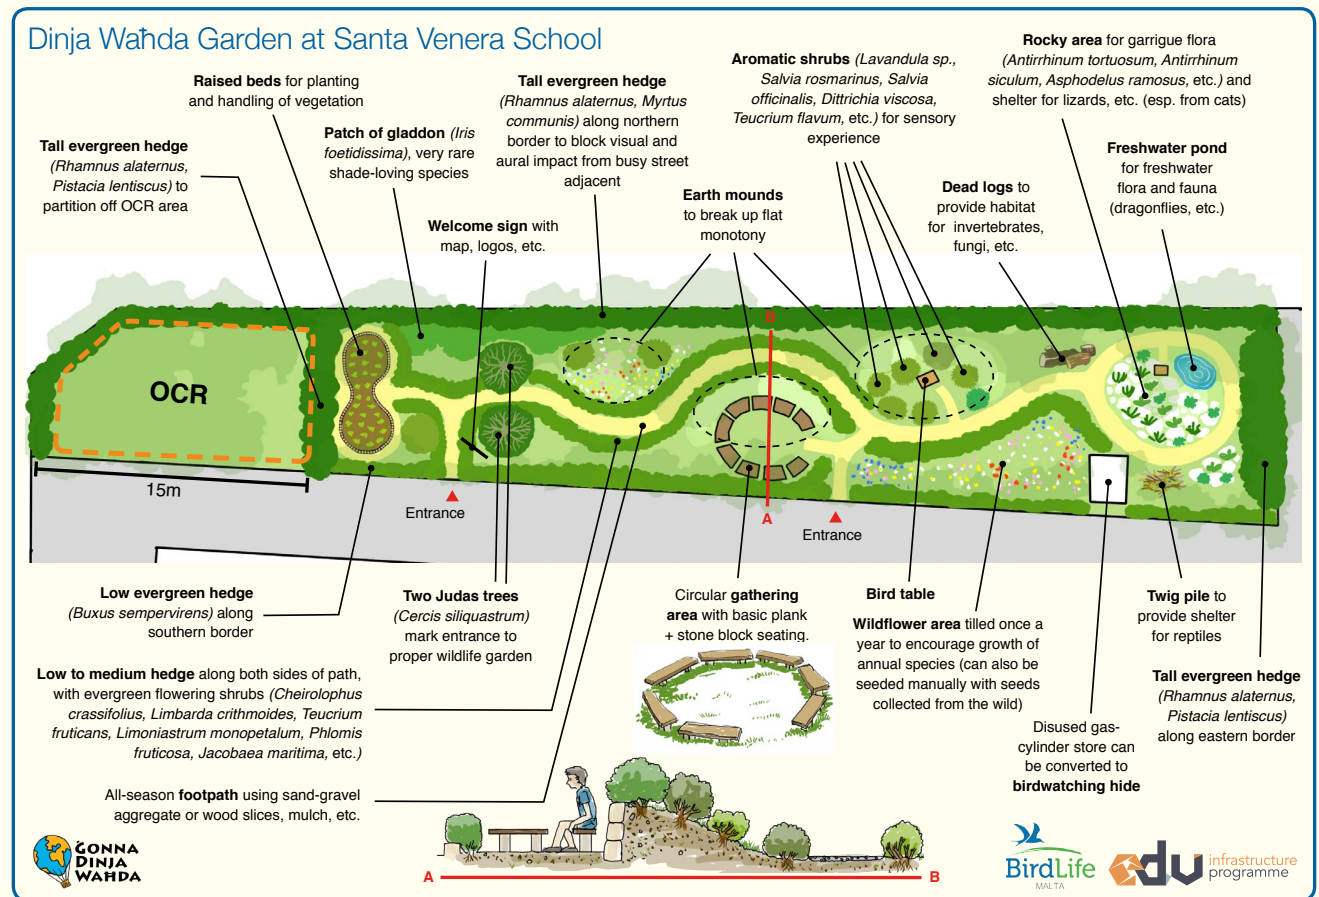 Dinja Waħda Garden at Santa Venera School
Raised beds for planting
and handling of vegetation
Tall evergreen hedge
(Rhamnus alaternus,
Pistacia lentiscus) to
partition off OCR area
Patch of gladdon (Iris
foetidissima), very rare
shade-loving species
Welcome sign with
map, logos, etc.
Tall evergreen hedge
(Rhamnus alaternus, Myrtus
communis) along northern
border to block visual and
aural impact from busy street
adjacent
Earth mounds
to break up flat
monotony
Aromatic shrubs (Lavandula sp.,
Salvia rosmarinus, Salvia
officinalis, Dittrichia viscosa,
Teucrium flavum, etc.) for sensory
experience
Dead logs to
provide habitat
for invertebrates,
fungi, etc.
Rocky area for garrigue flora
(Antirrhinum tortuosum, Antirrhinum
siculum, Asphodelus ramosus, etc.) and
shelter for lizards, etc. (esp. from cats)
Freshwater pond
for freshwater
flora and fauna
(dragonflies, etc.)
OCR
B
A
15m
Entrance
Entrance
Low evergreen hedge
(Buxus sempervirens) along
southern border
Low to medium hedge along both sides of path,
with evergreen flowering shrubs (Cheirolophus
crassifolius, Limbarda crithmoides, Teucrium
fruticans, Limoniastrum monopetalum, Phlomis
fruticosa, Jacobaea maritima, etc.)
All-season footpath using sand-gravel
aggregate or wood slices, mulch, etc.
Two Judas trees
(Cercis siliquastrum)
mark entrance to
proper wildlife garden
Circular gathering
area with basic plank
+ stone block seating.
Bird table
Wildflower area tilled once a
year to encourage growth of
annual species (can also be
seeded manually with seeds
collected from the wild)
Disused gas-
cylinder store can
be converted to
birdwatching hide
Twig pile to
provide shelter
for reptiles
Tall evergreen hedge
(Rhamnus alaternus,
Pistacia lentiscus)
along eastern border
A
B
ĠONNA
DINJA
WAĦDA
BirdLife
MALTA
edu infrastructure
programme